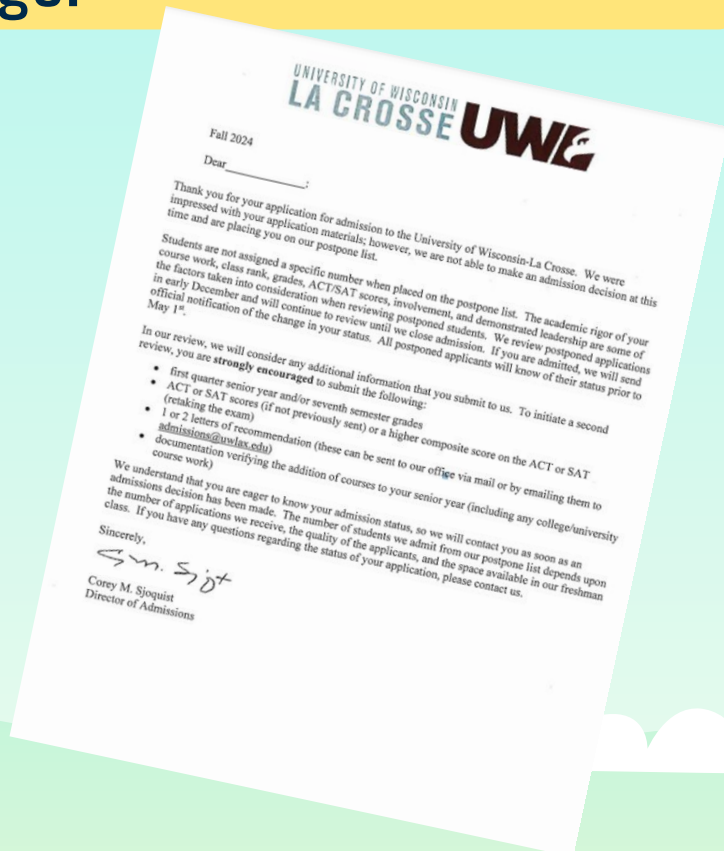 UNIVERSITY OF WISCONSIN
LA CROSSE UWL
Fall 2024
Dear______________:
Thank you for your application for admission to the University of Wisconsin-La Crosse. We were
impressed with your application materials; however, we are not able to make an admission decision at this
time and are placing you on our postpone list.
Students are not assigned a specific number when placed on the postpone list. The academic rigor of your
course work, class rank, grades, ACT/SAT scores, involvement, and demonstrated leadership are some of
the factors taken into consideration when reviewing postponed students. We review postponed applications
in early December and will continue to review until we close admission. If you are admitted, we will send
official notification of the change in your status. All postponed applicants will know of their status prior to
May 1st.
In our review, we will consider any additional information that you submit to us. To initiate a second
review, you are strongly encouraged to submit the following:
• first quarter senior year and/or seventh semester grades
• ACT or SAT scores (if not previously sent) or a higher composite score on the ACT or SAT
(retaking the exam)
• 1 or 2 letters of recommendation (these can be sent to our office via mail or by emailing them to
admissions@uwlax.edu)
• documentation verifying the addition of courses to your senior year (including any college/university
course work)
We understand that you are eager to know your admission status, so we will contact you as soon as an
admissions decision has been made. The number of students we admit from our postpone list depends upon
the number of applications we receive, the quality of the applicants, and the space available in our freshman
class. If you have any questions regarding the status of your application, please contact us.
Sincerely,
Corey M. Sjoquist
Director of Admissions